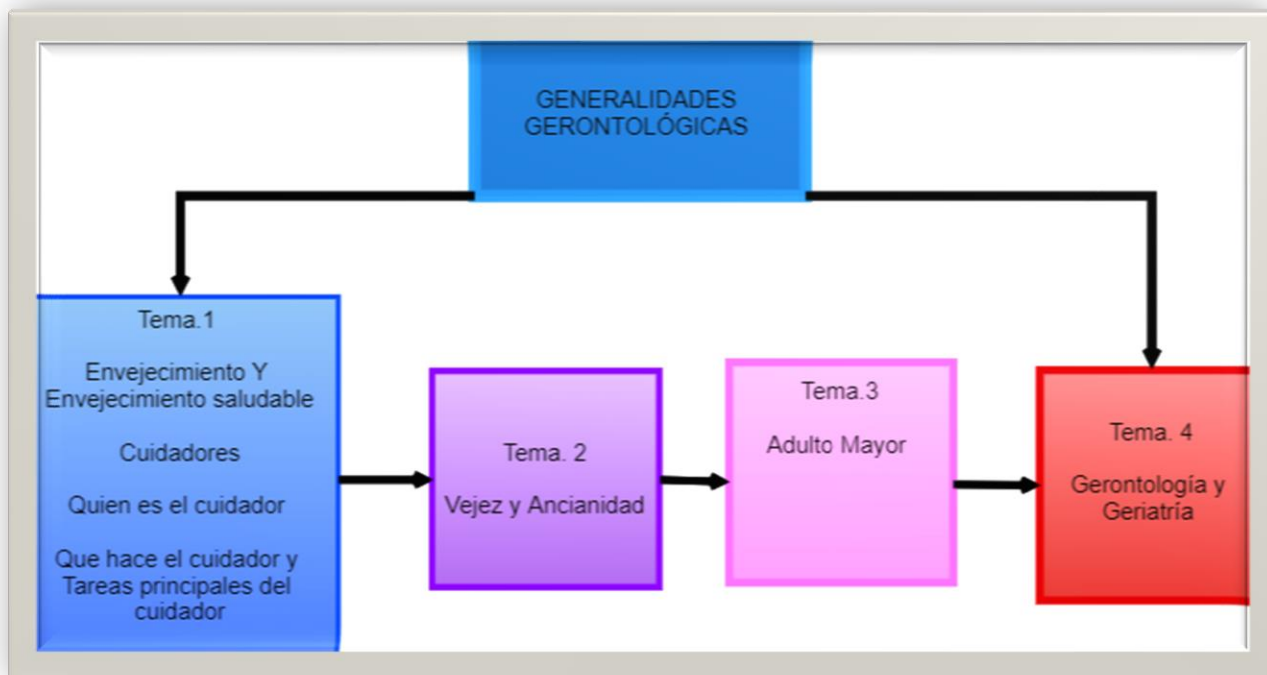 GENERALIDADES
GERONTOLÓGICAS
Tema.1
Envejecimiento Y
Envejecimiento saludable
Cuidadores
Quien es el cuidador
Que hace el cuidador y
Tareas principales del
cuidador
Tema. 2
Vejez y Ancianidad
Tema.3
Adulto Mayor
Tema. 4
Gerontología y
Geriatría